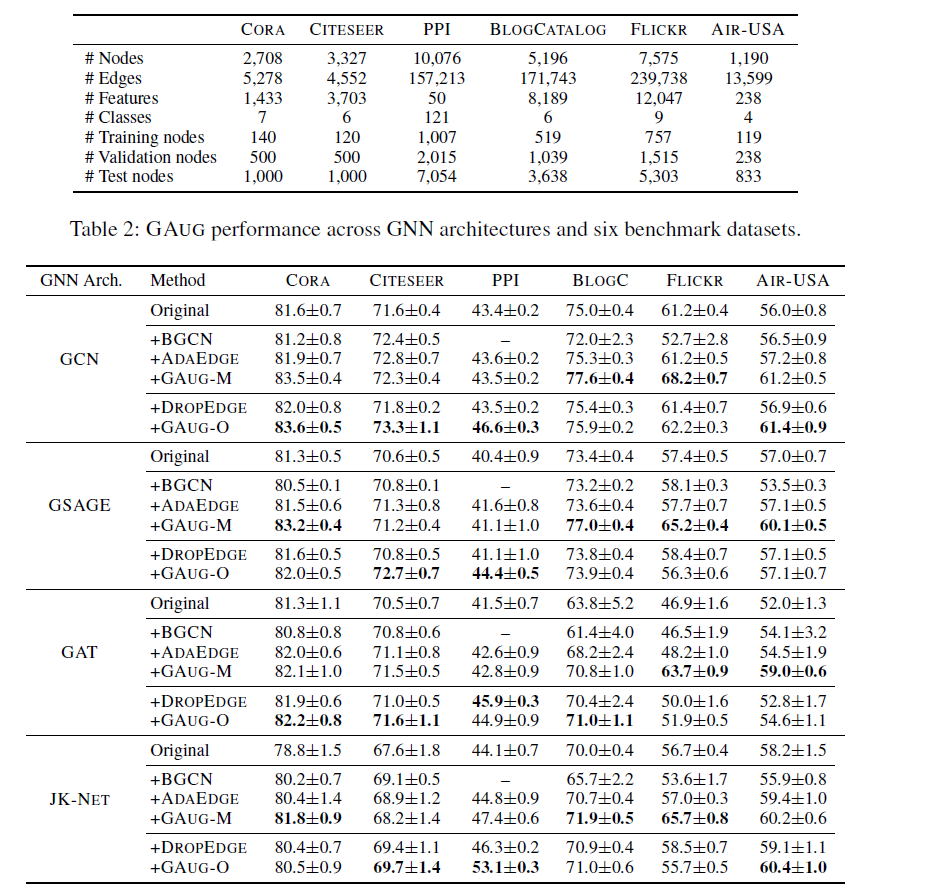 CORA CITESEER PPI BLOGCATALOG FLICKR AIR-USA
# Nodes 2,708 3,327 10,076 5,196 7,575 1,190
# Edges 5,278 4,552 157,213 171,743 239,738 13,599
# Features 1,433 3,703 50 8,189 12,047 238
# Classes 7 6 121 6 9 4
# Training nodes 140 120 1,007 519 757 119
# Validation nodes 500 500 2,015 1,039 1,515 238
# Test nodes 1,000 1,000 7,054 3,638 5,303 833
Table 2: GAUG performance across GNN architectures and six benchmark datasets.
GNN Arch. Method CORA CITESEER PPI BLOGC FLICKR AIR-USA
Original 81.6±0.7 71.6±0.4 43.4±0.2 75.0±0.4 61.2±0.4 56.0±0.8
+BGCN 81.2±0.8 72.4±0.5 – 72.0±2.3 52.7±2.8 56.5±0.9
GCN +ADAEDGE 81.9±0.7 72.8±0.7 43.6±0.2 75.3±0.3 61.2±0.5 57.2±0.8
+GAUG-M 83.5±0.4 72.3±0.4 43.5±0.2 77.6±0.4 68.2±0.7 61.2±0.5
+DROPEDGE 82.0±0.8 71.8±0.2 43.5±0.2 75.4±0.3 61.4±0.7 56.9±0.6
+GAUG-O 83.6±0.5 73.3±1.1 46.6±0.3 75.9±0.2 62.2±0.3 61.4±0.9
Original 81.3±0.5 70.6±0.5 40.4±0.9 73.4±0.4 57.4±0.5 57.0±0.7
+BGCN 80.5±0.1 70.8±0.1 – 73.2±0.2 58.1±0.3 53.5±0.3
GSAGE +ADAEDGE 81.5±0.6 71.3±0.8 41.6±0.8 73.6±0.4 57.7±0.7 57.1±0.5
+GAUG-M 83.2±0.4 71.2±0.4 41.1±1.0 77.0±0.4 65.2±0.4 60.1±0.5
+DROPEDGE 81.6±0.5 70.8±0.5 41.1±1.0 73.8±0.4 58.4±0.7 57.1±0.5
+GAUG-O 82.0±0.5 72.7±0.7 44.4±0.5 73.9±0.4 56.3±0.6 57.1±0.7
Original 81.3±1.1 70.5±0.7 41.5±0.7 63.8±5.2 46.9±1.6 52.0±1.3
+BGCN 80.8±0.8 70.8±0.6 – 61.4±4.0 46.5±1.9 54.1±3.2
GAT +ADAEDGE 82.0±0.6 71.1±0.8 42.6±0.9 68.2±2.4 48.2±1.0 54.5±1.9
+GAUG-M 82.1±1.0 71.5±0.5 42.8±0.9 70.8±1.0 63.7±0.9 59.0±0.6
+DROPEDGE 81.9±0.6 71.0±0.5 45.9±0.3 70.4±2.4 50.0±1.6 52.8±1.7
+GAUG-O 82.2±0.8 71.6±1.1 44.9±0.9 71.0±1.1 51.9±0.5 54.6±1.1
Original 78.8±1.5 67.6±1.8 44.1±0.7 70.0±0.4 56.7±0.4 58.2±1.5
+BGCN 80.2±0.7 69.1±0.5 – 65.7±2.2 53.6±1.7 55.9±0.8
JK-NET +ADAEDGE 80.4±1.4 68.9±1.2 44.8±0.9 70.7±0.4 57.0±0.3 59.4±1.0
+GAUG-M 81.8±0.9 68.2±1.4 47.4±0.6 71.9±0.5 65.7±0.8 60.2±0.6
+DROPEDGE 80.4±0.7 69.4±1.1 46.3±0.2 70.9±0.4 58.5±0.7 59.1±1.1
+GAUG-O 80.5±0.9 69.7±1.4 53.1±0.3 71.0±0.6 55.7±0.5 60.4±1.0